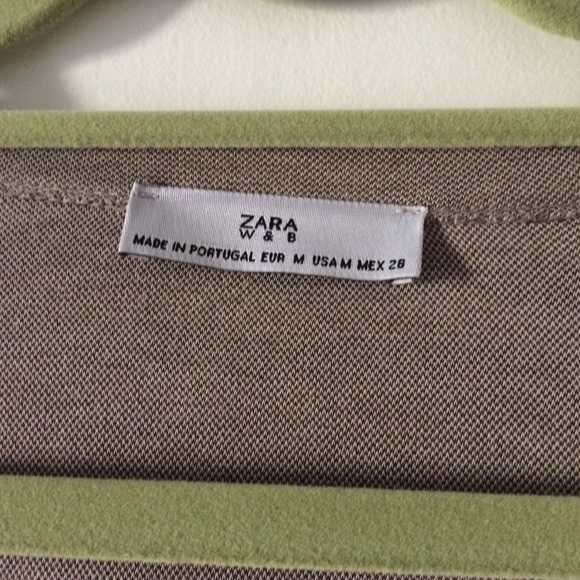 ZARA
W & B
MADE IN PORTUGAL EUR M USA M MEX 28